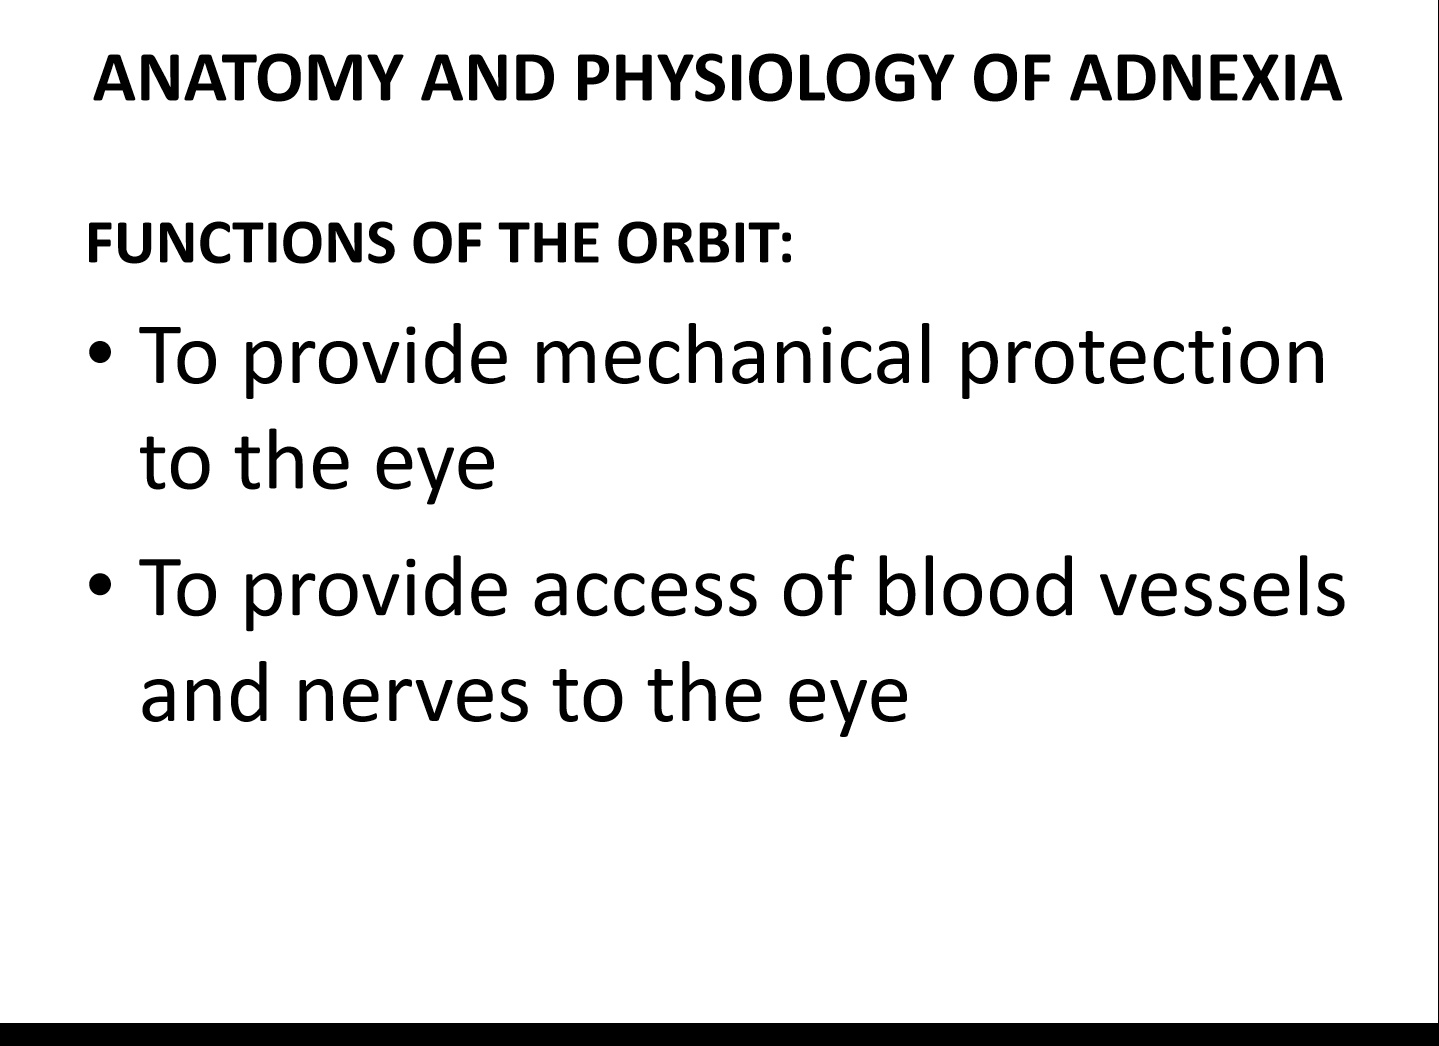 ANATOMY AND PHYSIOLOGY OF ADNEXIA
FUNCTIONS OF THE ORBIT:
• To provide mechanical protection
to the eye
• To provide access of blood vessels
and nerves to the eye